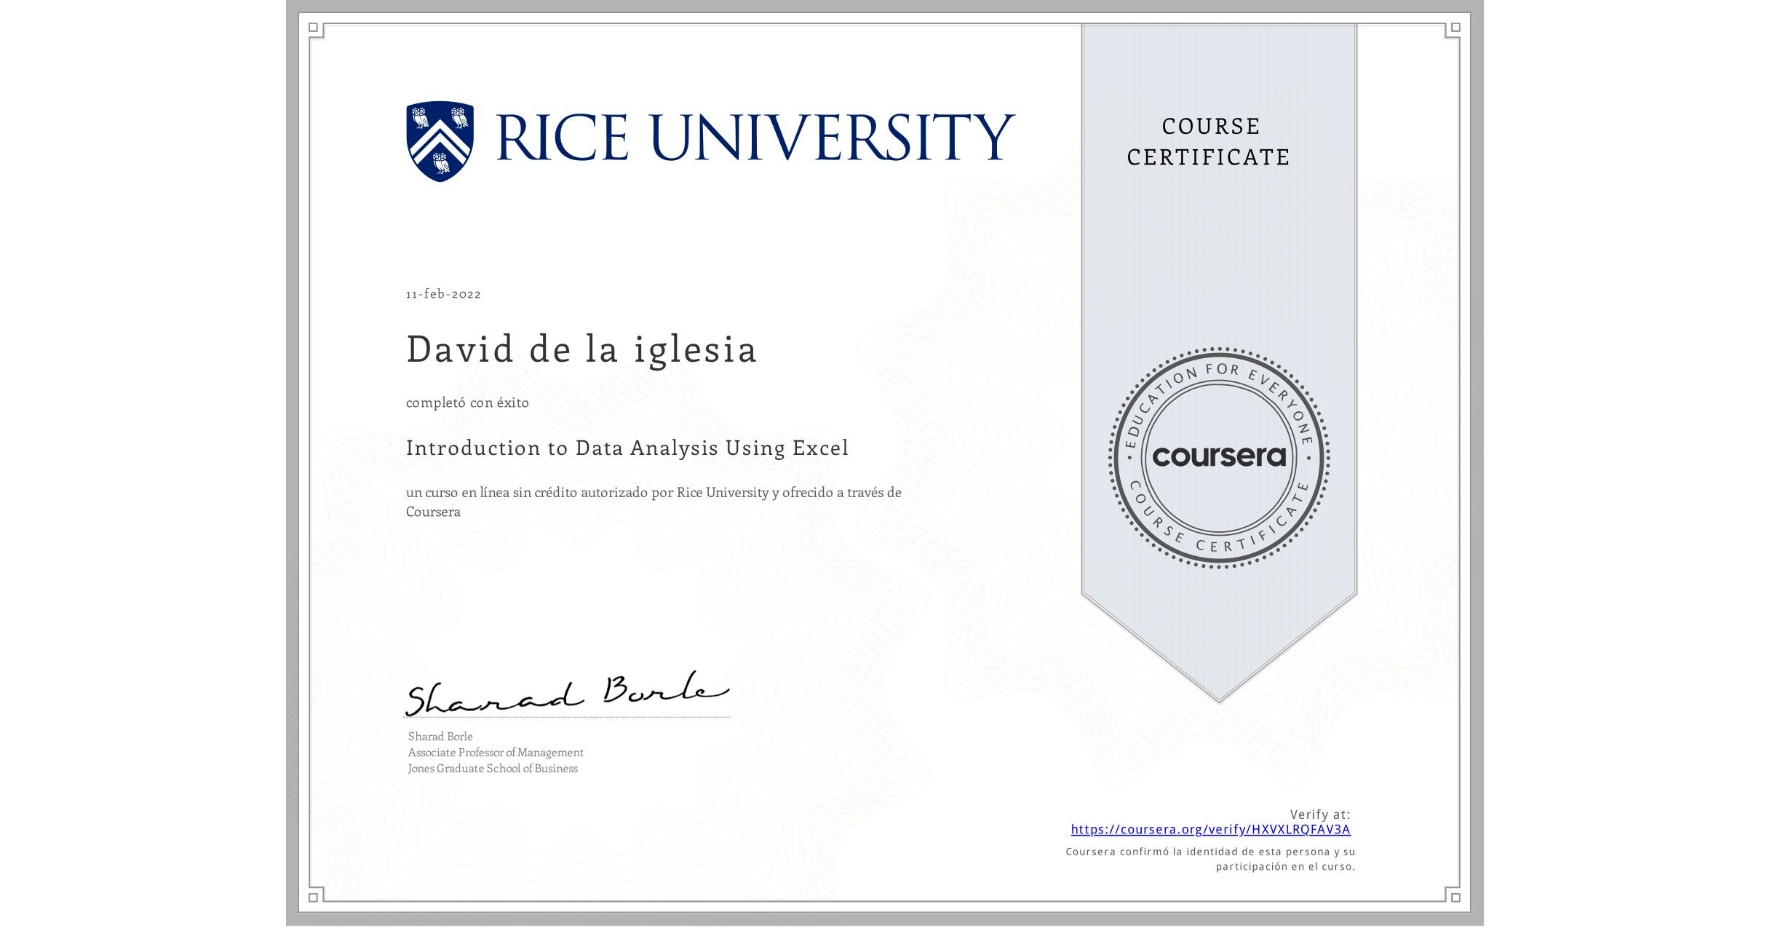 RICE UNIVERSITY
COURSE
CERTIFICATE
11-feb-2022
David de la iglesia
completó con éxito
Introduction to Data Analysis Using Excel
un curso en línea sin crédito autorizado por Rice University y ofrecido a través de
Coursera
EDUCATION FOR EVERYONE
coursera
COURSE CERTIFICATE
Sharad Borle
Sharad Borle
Associate Professor of Management
Jones Graduate School of Business
Verify at:
https://coursera.org/verify/HXVXLRQFAV3A
Coursera confirmó la identidad de esta persona y su
participación en el curso.